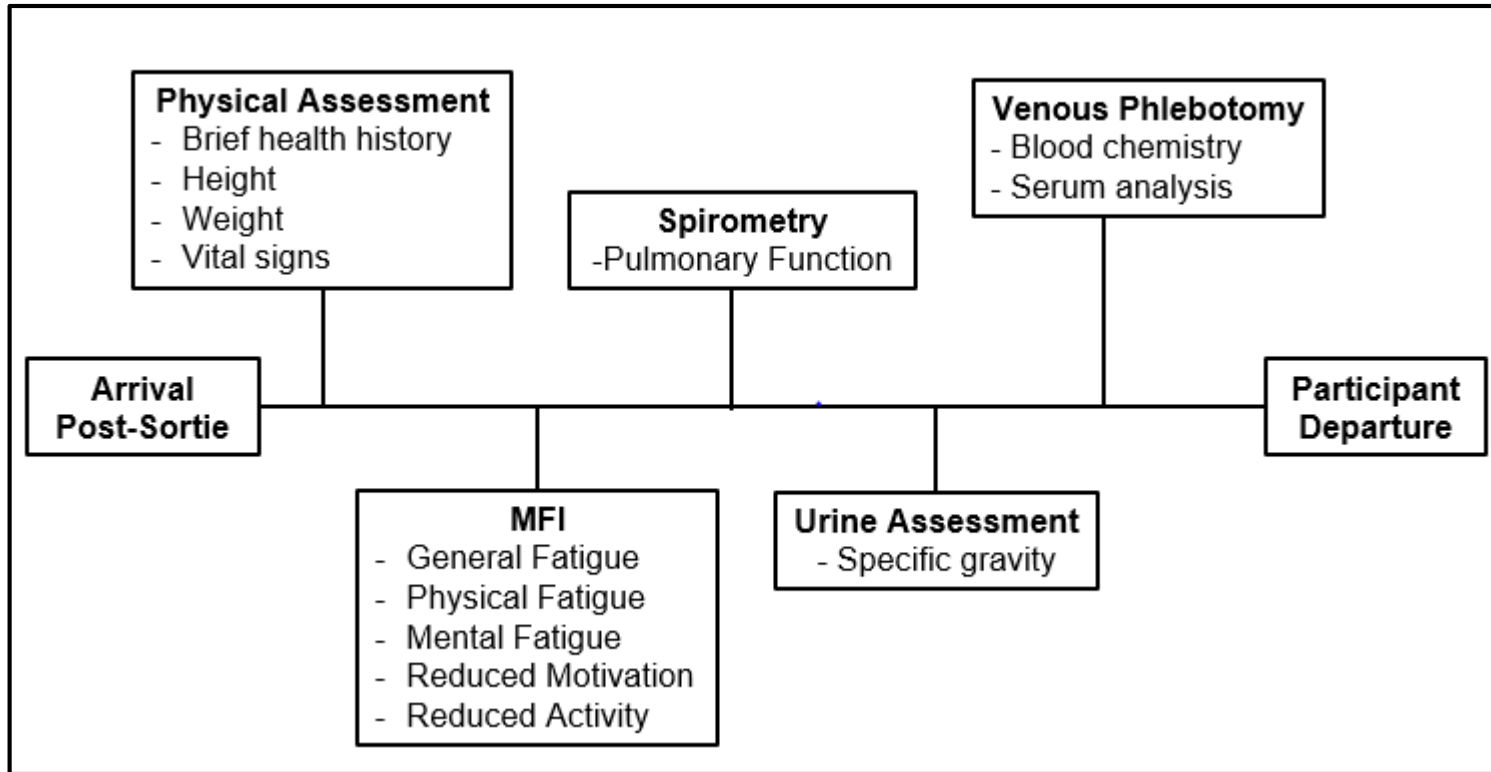 Physical Assessment
- Brief health history
- Height
- Weight
- Vital signs
Venous Phlebotomy
- Blood chemistry
- Serum analysis
Spirometry
-Pulmonary Function
Arrival
Post-Sortie
Participant
Departure
MFI
- General Fatigue
- Physical Fatigue
- Mental Fatigue
- Reduced Motivation
- Reduced Activity
Urine Assessment
- Specific gravity